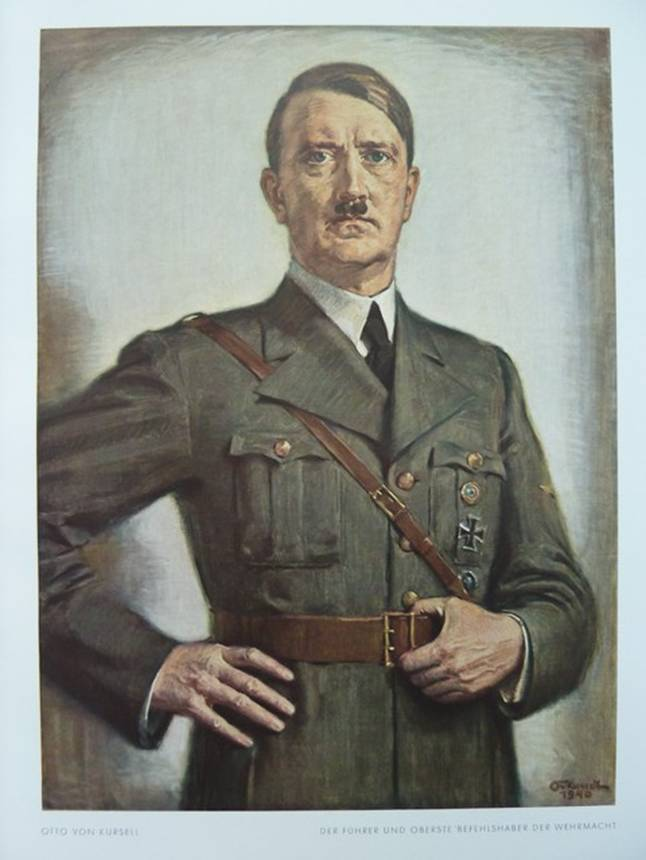 1940
OTTO VON KURSELL
DER FÜHRER UND OBERSTE BEFEHLSHABER DER WEHRMACHT